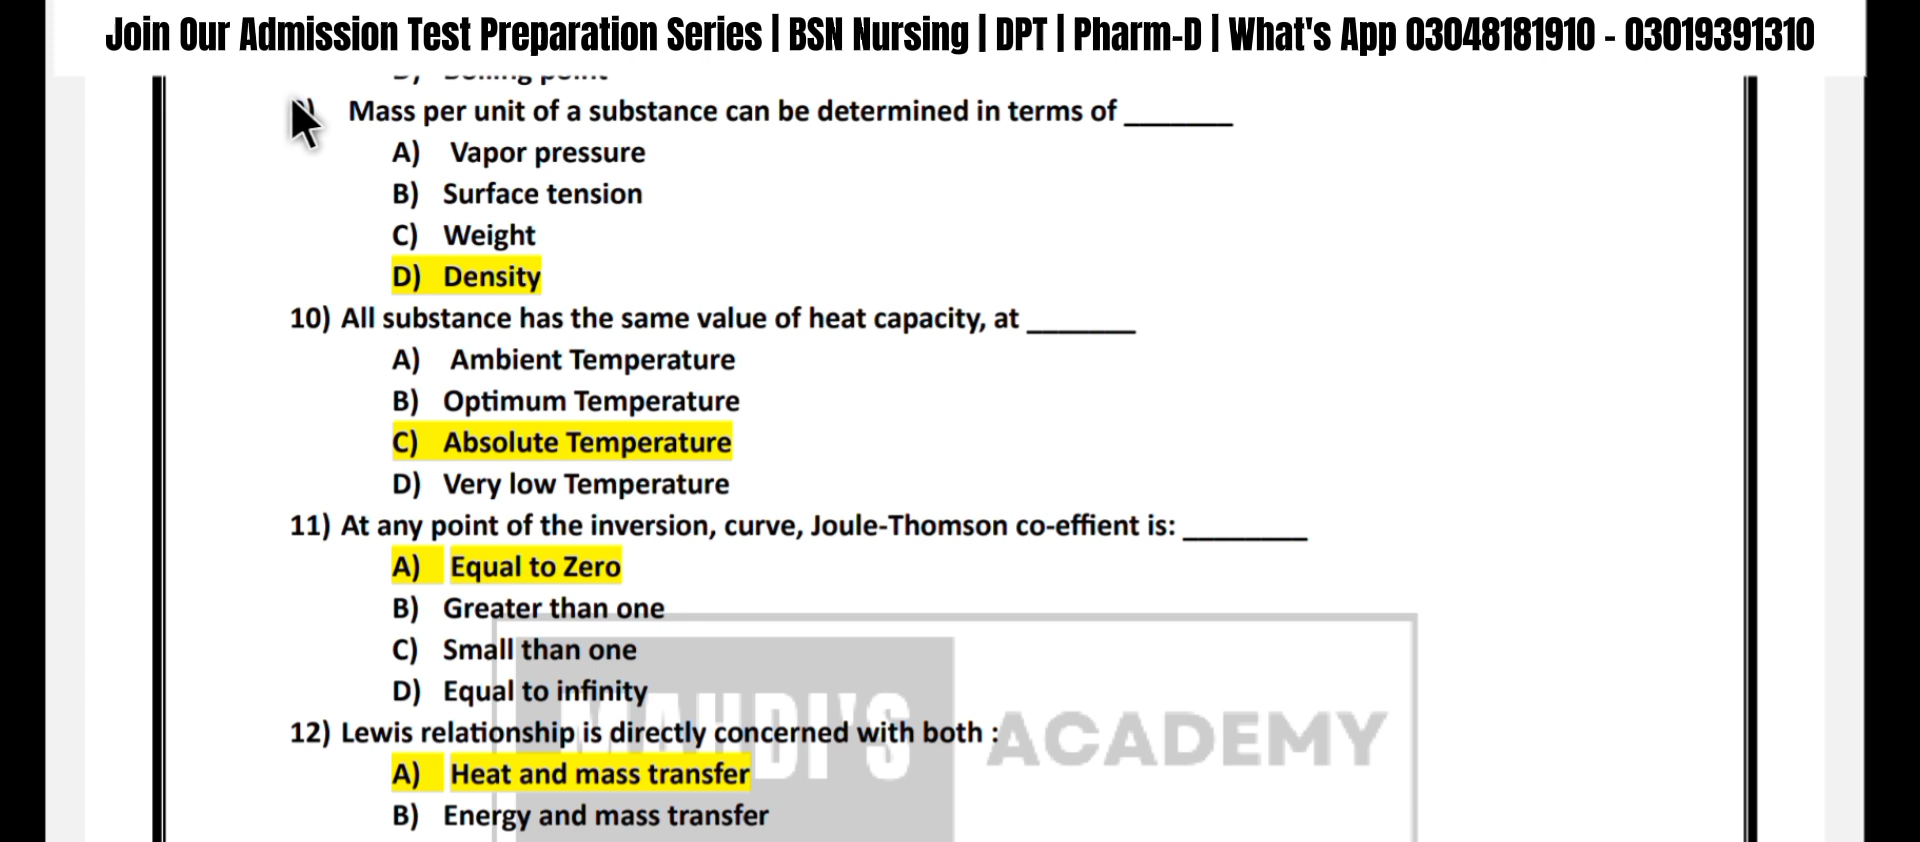 Join Our Admission Test Preparation Series | BSN Nursing | DPT | Pharm-D | What's App 03048181910 - 03019391310
Mass per unit of a substance can be determined in terms of _______
A) Vapor pressure
B) Surface tension
C) Weight
D) Density
10) All substance has the same value of heat capacity, at _______
A) Ambient Temperature
B) Optimum Temperature
C) Absolute Temperature
D) Very low Temperature
11) At any point of the inversion, curve, Joule-Thomson co-effient is: ________
A) Equal to Zero
B) Greater than one
C) Small than one
D) Equal to infinity
12) Lewis relationship is directly concerned with both :
A) Heat and mass transfer
B) Energy and mass transfer
MAHDI'S ACADEMY